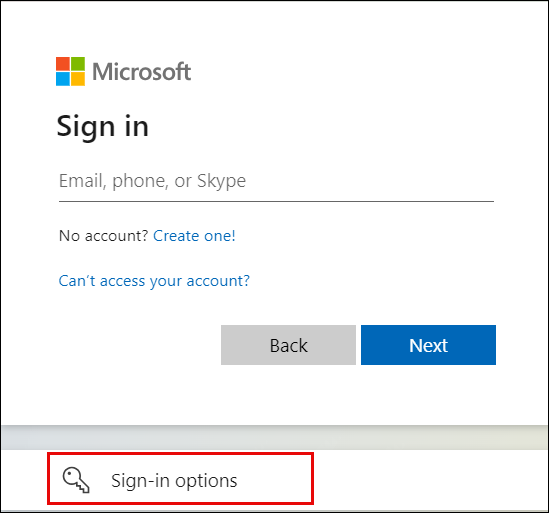 Microsoft
Sign in
Email, phone, or Skype
No account? Create one!
Can't access your account?
Back Next
Sign-in options